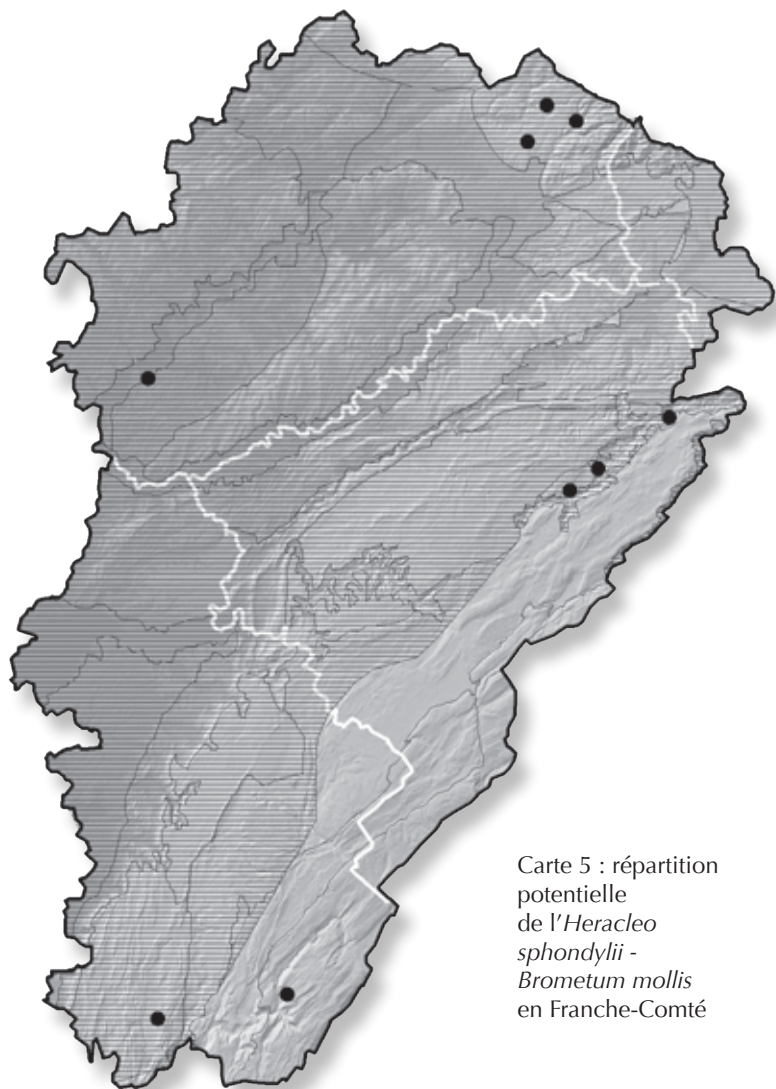 Carte 5 : répartition
potentielle
de l'Heracleo
sphondylii -
Brometum mollis
en Franche-Comté